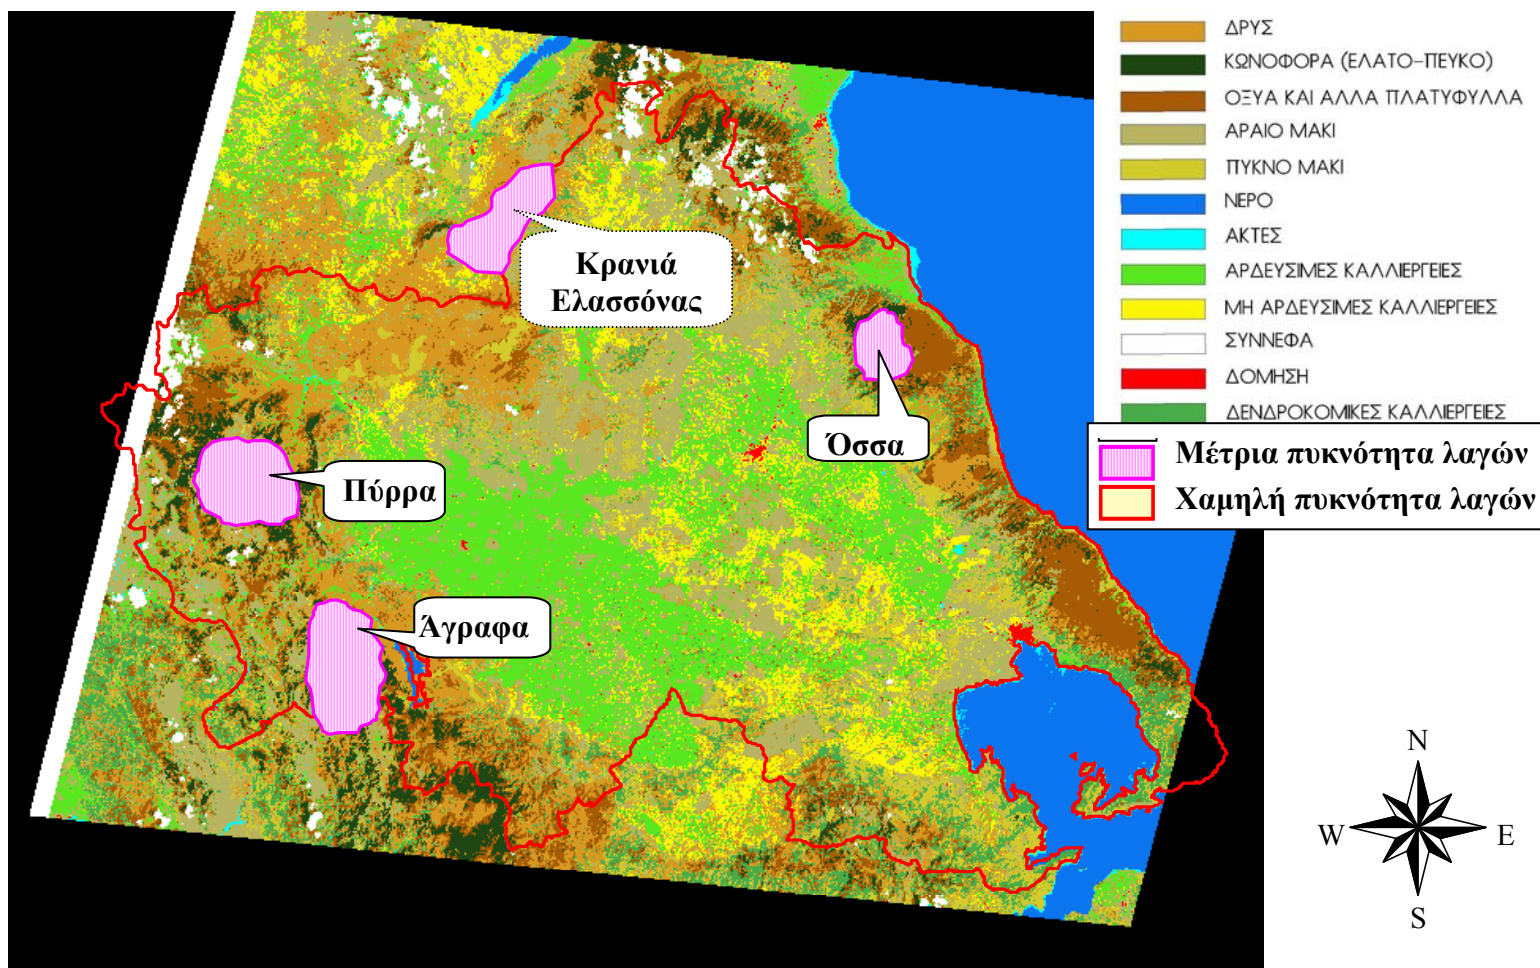 ΔΡΥΣ
ΚΩΝΟΦΟΡΑ (ΕΛΑΤΟ-ΠΕΥΚΟ)
ΟΞΥΑ ΚΑΙ ΑΛΛΑ ΠΛΑΤΥΦΥΛΛΑ
ΑΡΑΙΟ ΜΑΚΙ
ΠΥΚΝΟ ΜΑΚΙ
ΝΕΡΟ
ΑΚΤΕΣ
ΑΡΔΕΥΣΙΜΕΣ ΚΑΛΛΙΕΡΓΕΙΕΣ
ΜΗ ΑΡΔΕΥΣΙΜΕΣ ΚΑΛΛΙΕΡΓΕΙΕΣ
ΣΥΝΝΕΦΑ
ΔΟΜΗΣΗ
ΔΕΝΔΡΟΚΟΜΙΚΕΣ ΚΑΛΛΙΕΡΓΕΙΕΣ
Μέτρια πυκνότητα λαγών
Χαμηλή πυκνότητα λαγών
Κρανιά
Ελασσόνας
Όσσα
Πύρρα
Άγραφα
N
W
E
S